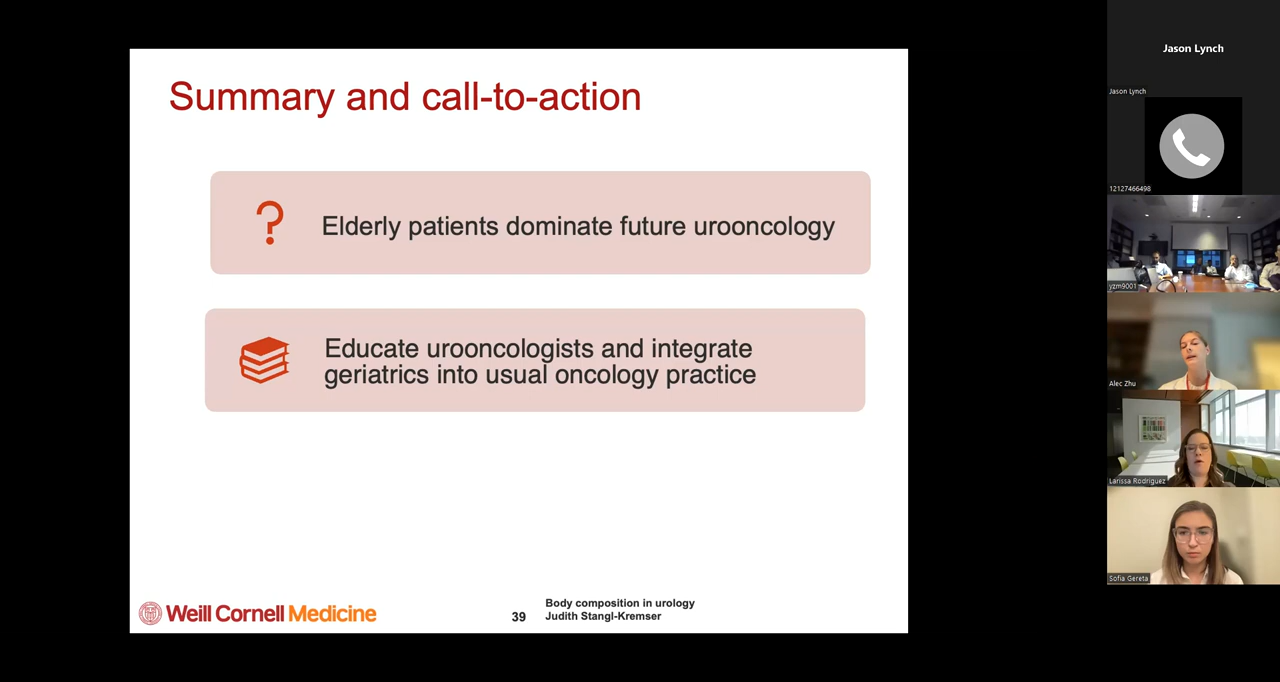 Summary and call-to-action
Elderly patients dominate future urooncology
Educate urooncologists and integrate
geriatrics into usual oncology practice
Weill Cornell Medicine
39
Body composition in urology
Judith Stangl-Kremser
Jason Lynch
Jason Lynch
12127466498
yzm9001
Alec Zhu
Larissa Rodriguez
Sofia Gereta